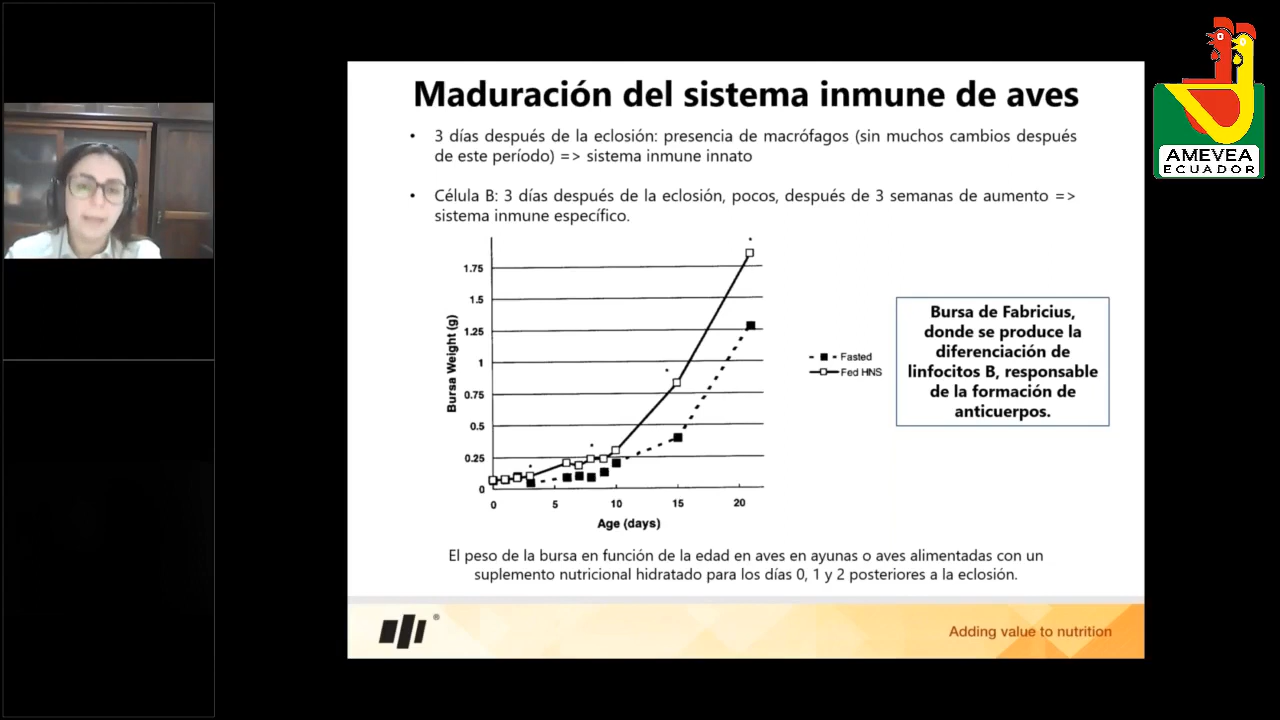 Maduración del sistema inmune de aves
• 3 días después de la eclosión: presencia de macrófagos (sin muchos cambios después
de este período) => sistema inmune innato
• Célula B: 3 días después de la eclosión, pocos, después de 3 semanas de aumento =>
sistema inmune específico.
Bursa Weight (g)
1.75
1.5
1.25
1
0.75
0.5
0.25
0
0 5 10 15 20
Age (days)
Fasted
Fed HNS
Bursa de Fabricius,
donde se produce la
diferenciación de
linfocitos B, responsable
de la formación de
anticuerpos.
El peso de la bursa en función de la edad en aves en ayunas o aves alimentadas con un
suplemento nutricional hidratado para los días 0, 1 y 2 posteriores a la eclosión.
®
Adding value to nutrition
AMEVEA
ECUADOR